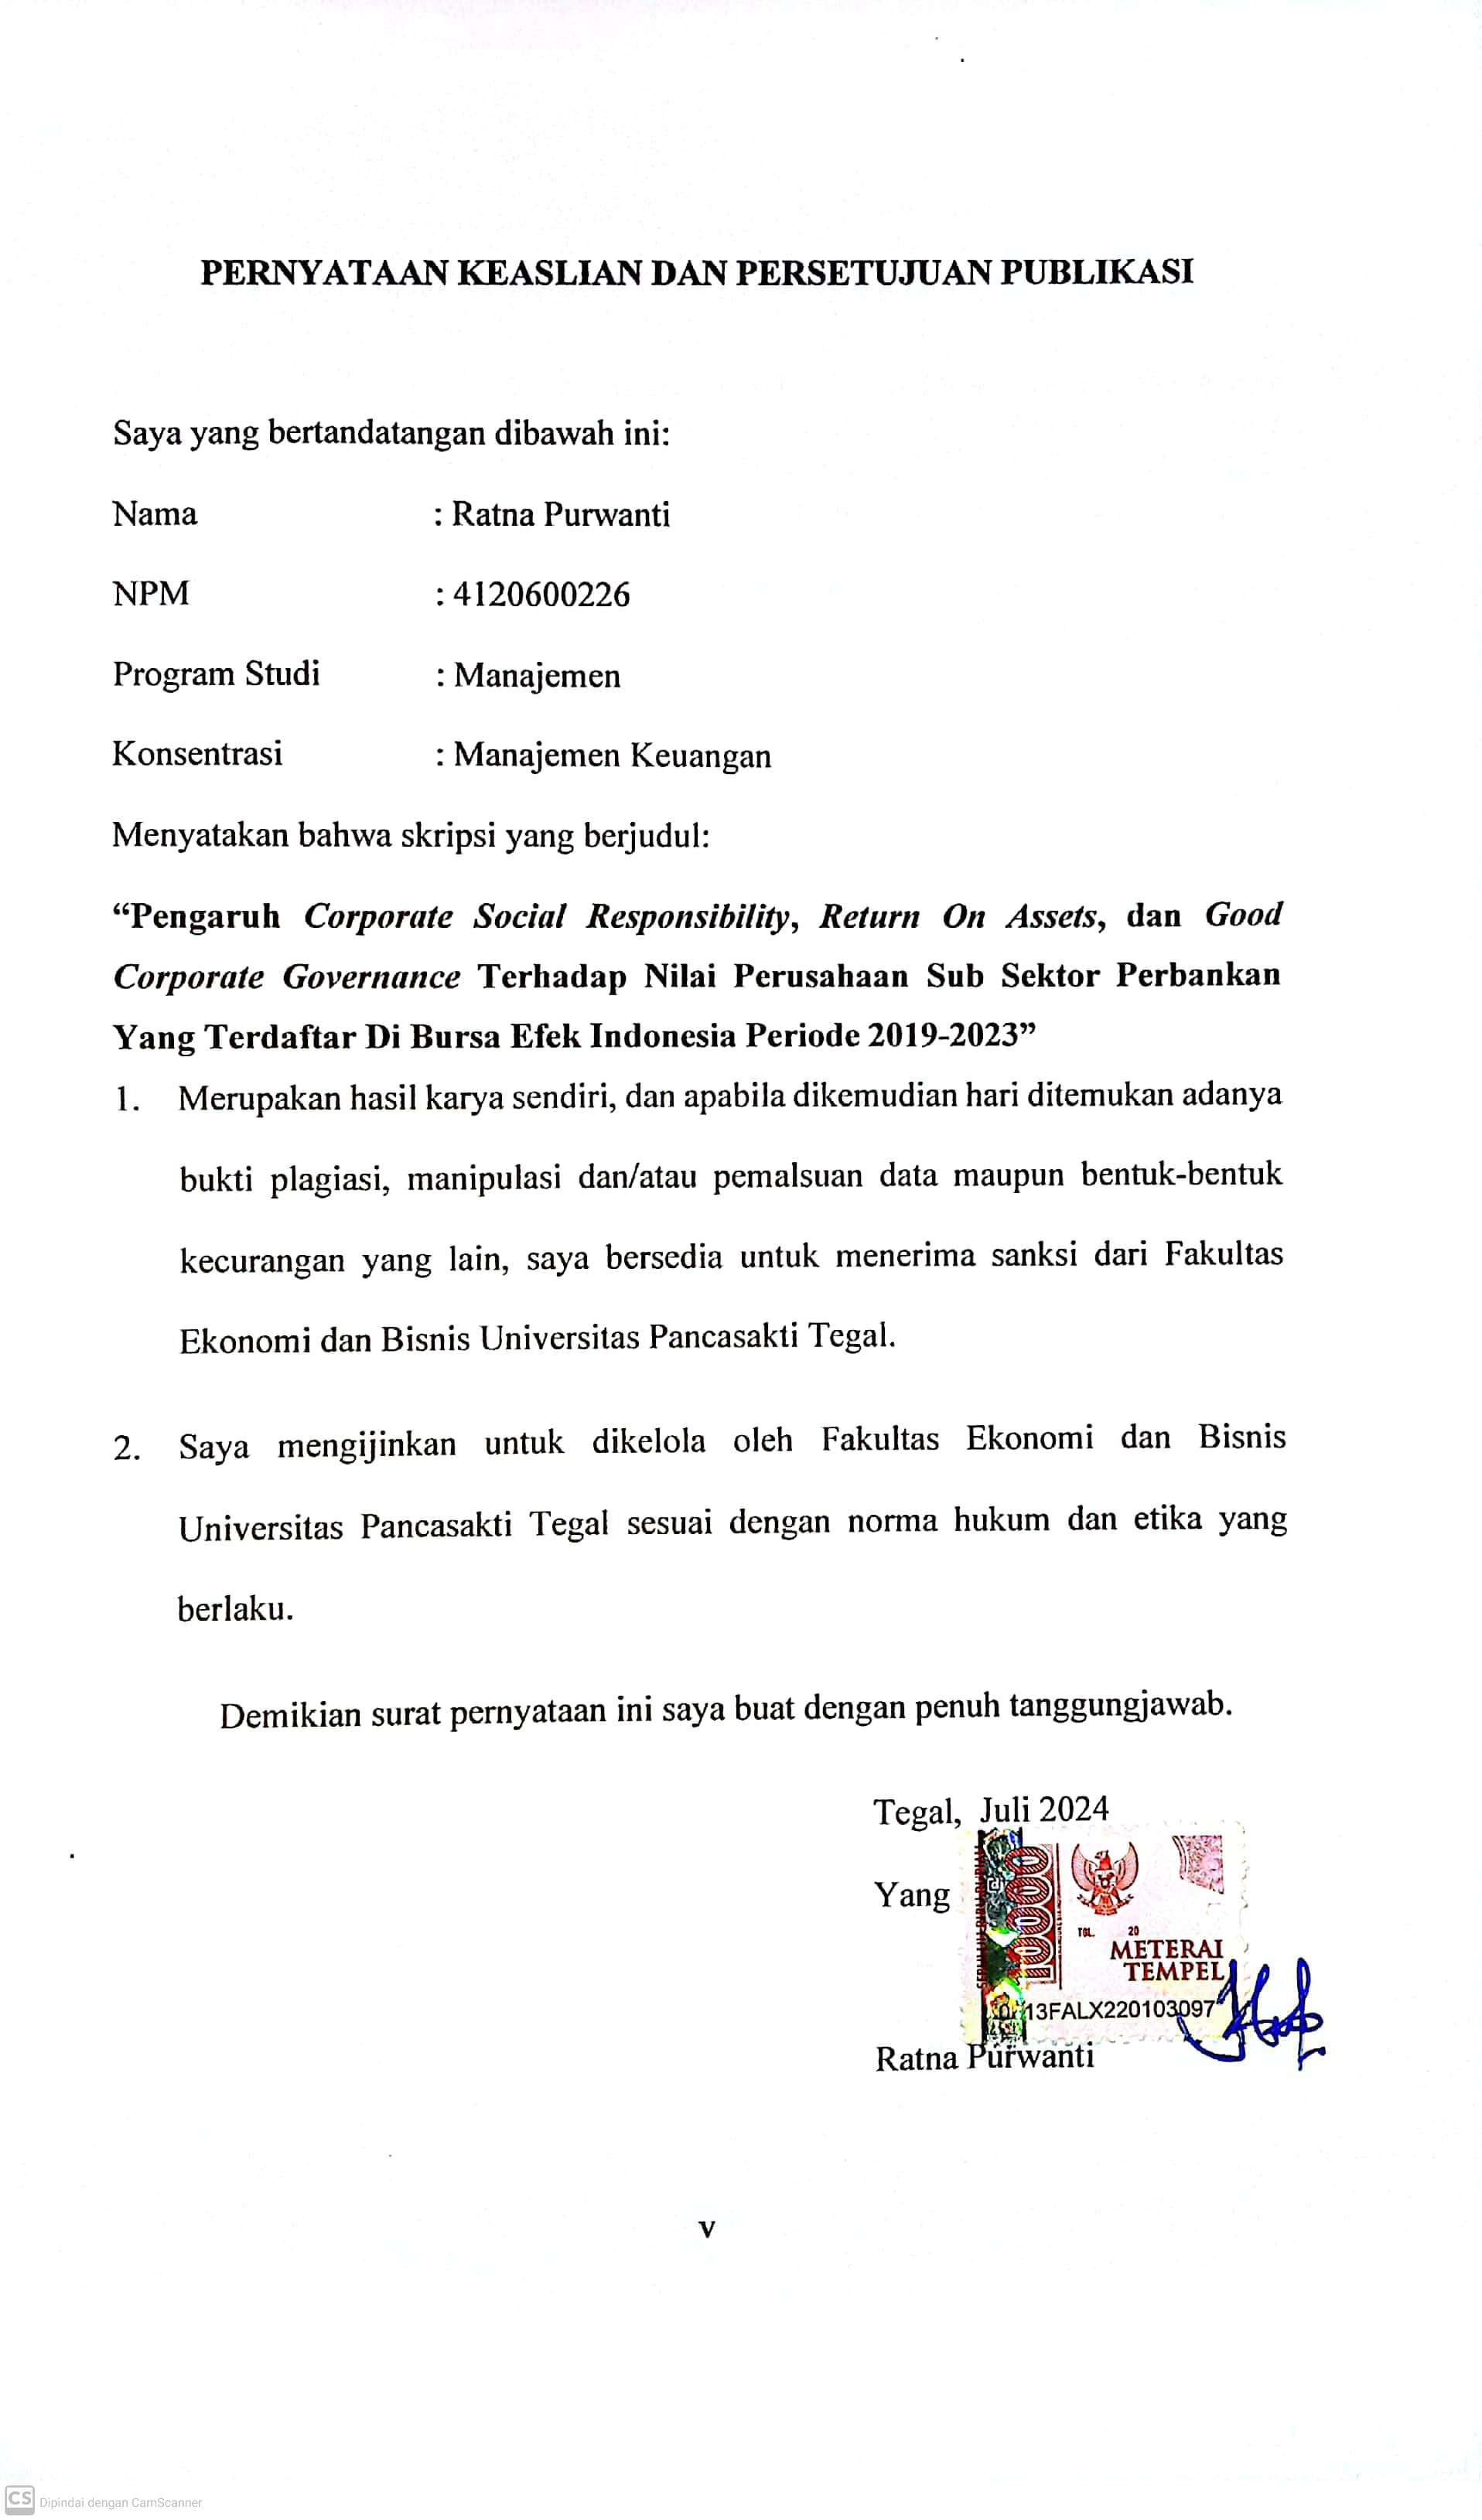 PERNYATAAN KEASLIAN DAN PERSETUJUAN PUBLIKASI
Saya yang bertandatangan dibawah ini:
Nama : Ratna Purwanti
NPM : 4120600226
Program Studi : Manajemen
Konsentrasi : Manajemen Keuangan
Menyatakan bahwa skripsi yang berjudul:
“Pengaruh Corporate Social Responsibility, Return On Assets, dan Good
Corporate Governance Terhadap Nilai Perusahaan Sub Sektor Perbankan
Yang Terdaftar Di Bursa Efek Indonesia Periode 2019-2023”
1. Merupakan hasil karya sendiri, dan apabila dikemudian hari ditemukan adanya
bukti plagiasi, manipulasi dan/atau pemalsuan data maupun bentuk-bentuk
kecurangan yang lain, saya bersedia untuk menerima sanksi dari Fakultas
Ekonomi dan Bisnis Universitas Pancasakti Tegal.
2. Saya mengijinkan untuk dikelola oleh Fakultas Ekonomi dan Bisnis
Universitas Pancasakti Tegal sesuai dengan norma hukum dan etika yang
berlaku.
Demikian surat pernyataan ini saya buat dengan penuh tanggungjawab.
Tegal, Juli 2024
Yang
10000
TGL. 20
METERAI
TEMPEL
13FALX220103097
Ratna Purwanti
v
CS Dipindai dengan CamScanner